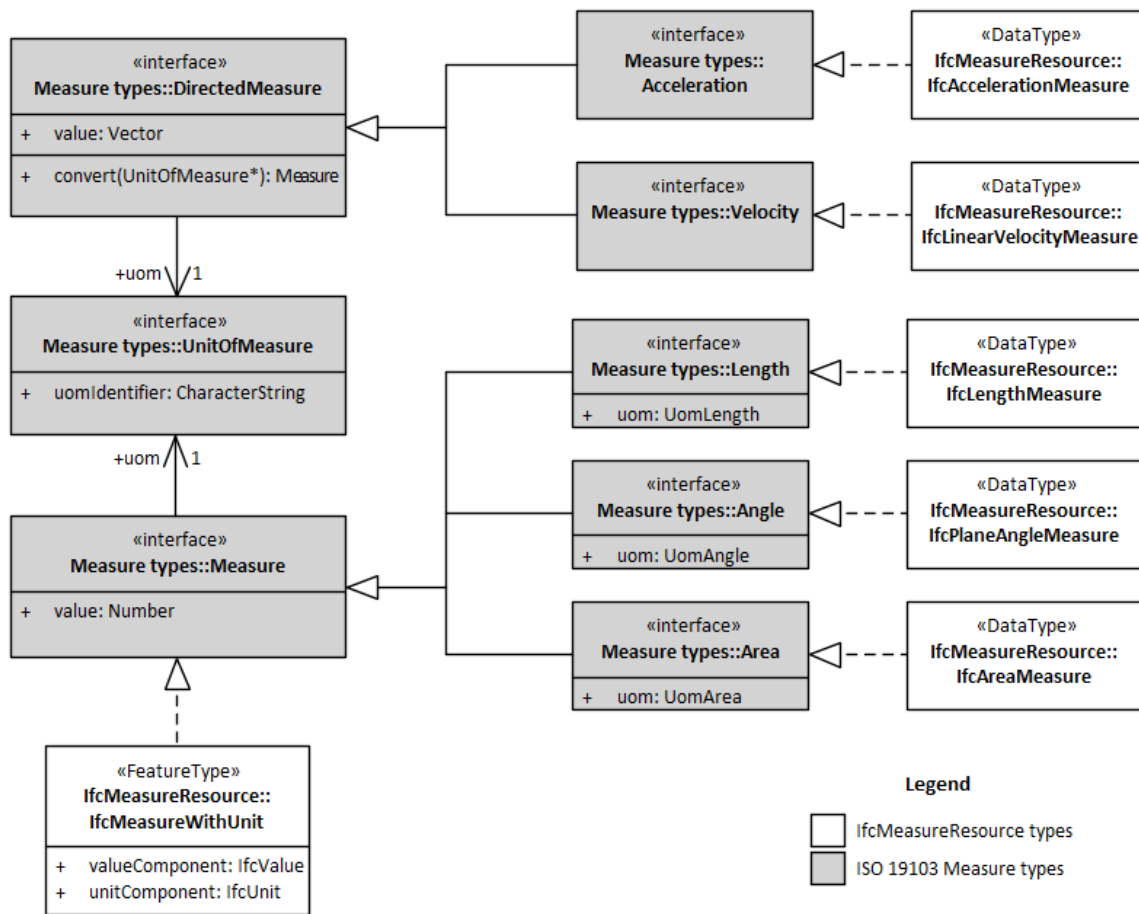 «interface»
Measure types::DirectedMeasure
+ value: Vector
+ convert(UnitOfMeasure*): Measure
«interface»
Measure types::
Acceleration
«DataType»
IfcMeasureResource::
IfcAccelerationMeasure
«interface»
Measure types::Velocity
«DataType»
IfcMeasureResource::
IfcLinearVelocityMeasure
+uom 1
«interface»
Measure types::UnitOfMeasure
+ uomIdentifier: CharacterString
+uom 1
«interface»
Measure types::Measure
+ value: Number
«interface»
Measure types::Length
+ uom: UomLength
«DataType»
IfcMeasureResource::
IfcLengthMeasure
«interface»
Measure types::Angle
+ uom: UomAngle
«DataType»
IfcMeasureResource::
IfcPlaneAngleMeasure
«interface»
Measure types::Area
+ uom: UomArea
«DataType»
IfcMeasureResource::
IfcAreaMeasure
«FeatureType»
IfcMeasureResource::
IfcMeasureWithUnit
+ valueComponent: IfcValue
+ unitComponent: IfcUnit
Legend
IfcMeasureResource types
ISO 19103 Measure types